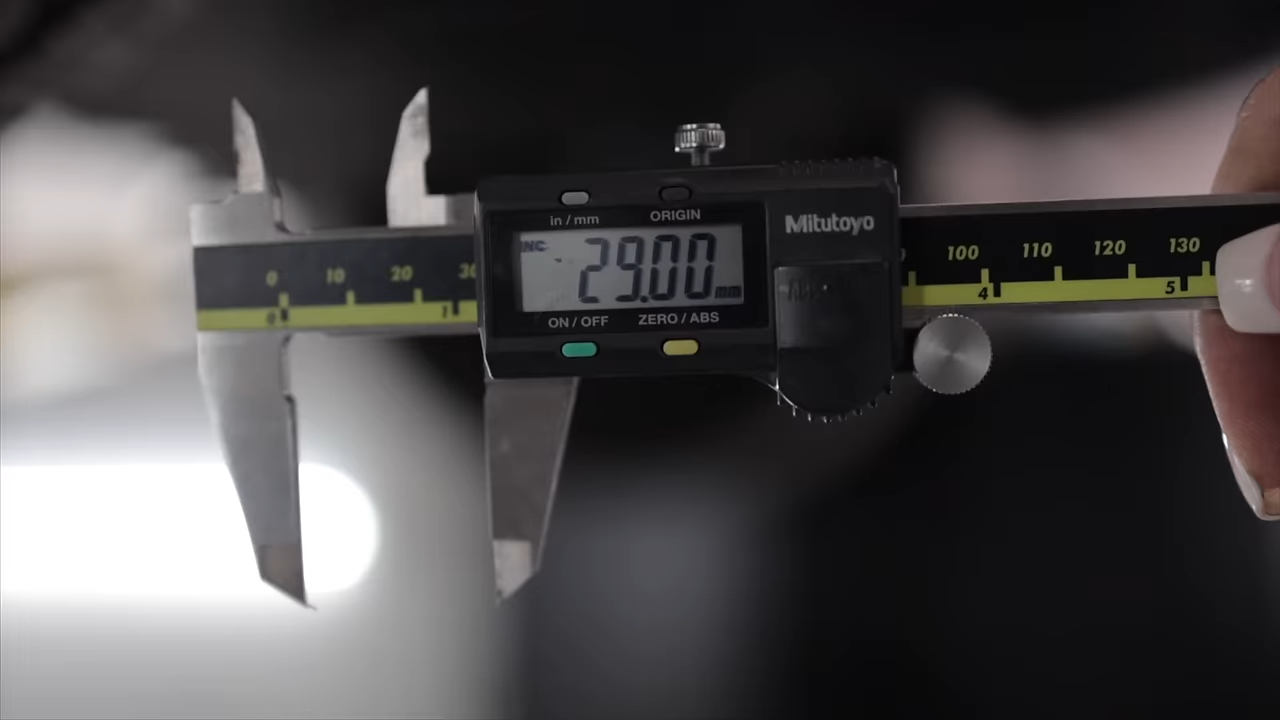 in / mm
ORIGIN
Mitutoyo
INC
29.00 mm
ON / OFF
ZERO / ABS
0 10 20 30
0 1
100 110 120 130
4 5